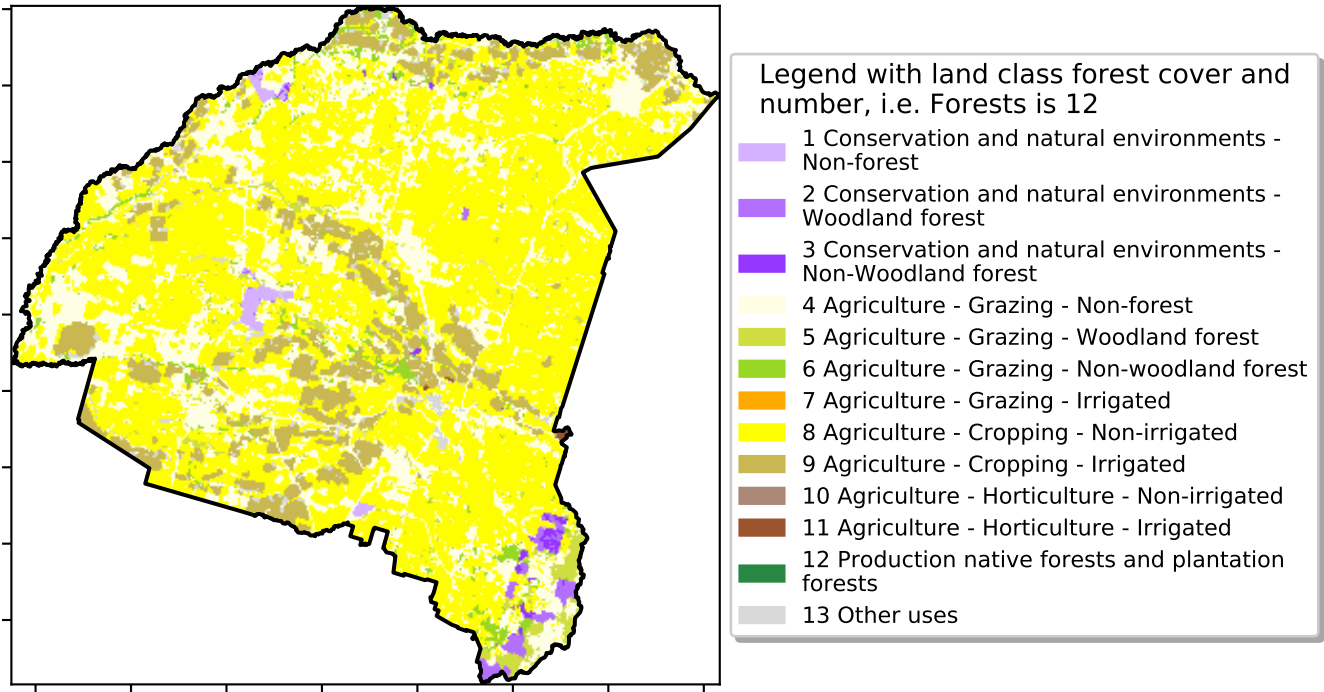 Legend with land class forest cover and
number, i.e. Forests is 12
1 Conservation and natural environments -
Non-forest
2 Conservation and natural environments -
Woodland forest
3 Conservation and natural environments -
Non-Woodland forest
4 Agriculture - Grazing - Non-forest
5 Agriculture - Grazing - Woodland forest
6 Agriculture - Grazing - Non-woodland forest
7 Agriculture - Grazing - Irrigated
8 Agriculture - Cropping - Non-irrigated
9 Agriculture - Cropping - Irrigated
10 Agriculture - Horticulture - Non-irrigated
11 Agriculture - Horticulture - Irrigated
12 Production native forests and plantation
forests
13 Other uses